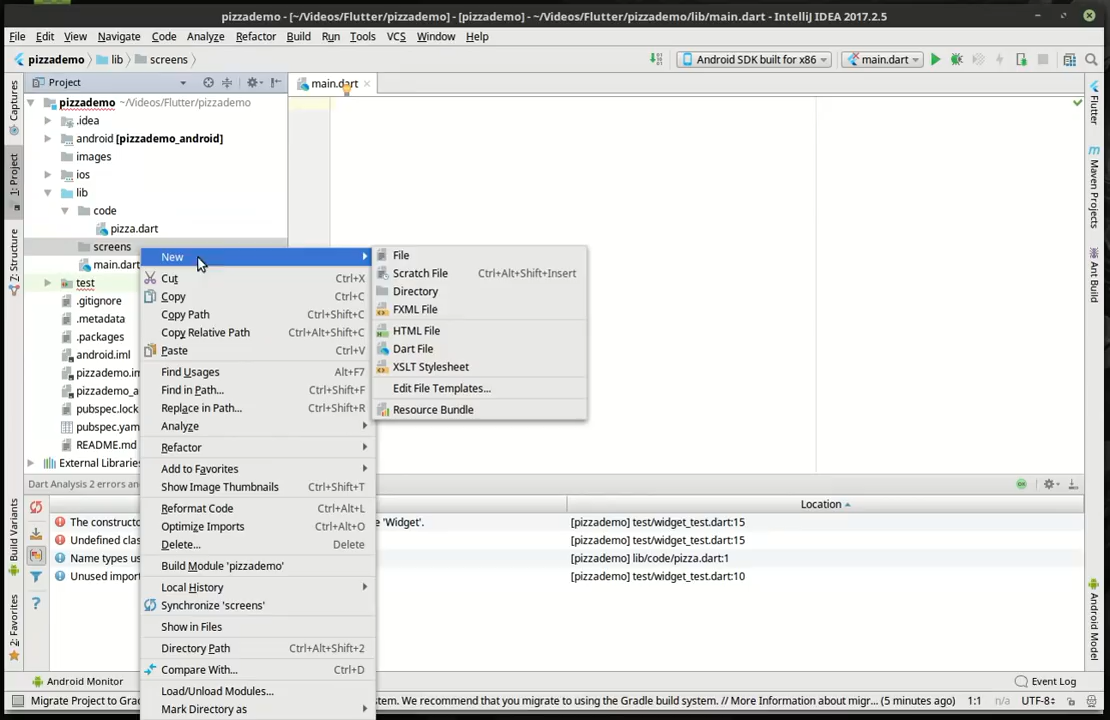 pizzademo - [~/Videos/Flutter/pizzademo] - [pizzademo] - ~/Videos/Flutter/pizzademo/lib/main.dart - IntelliJ IDEA 2017.2.5
File Edit View Navigate Code Analyze Refactor Build Run Tools VCS Window Help
pizzademo lib screens Android SDK built for x86 main.dart
Project main.dart
pizzademo ~/Videos/Flutter/pizzademo
.idea
android [pizzademo_android]
images
ios
lib
code
pizza.dart
screens
main.dart
test
.gitignore
.metadata
.packages
android.iml
pizzademo.im
pizzademo_a
pubspec.lock
pubspec.yam
README.md
External Libraries
New
Cut Ctrl+X
Copy Ctrl+C
Copy Path Ctrl+Shift+C
Copy Relative Path Ctrl+Alt+Shift+C
Paste Ctrl+V
Find Usages Alt+F7
Find in Path... Ctrl+Shift+F
Replace in Path... Ctrl+Shift+R
Analyze
Refactor
Add to Favorites
Show Image Thumbnails Ctrl+Shift+T
Reformat Code Ctrl+Alt+L
Optimize Imports Ctrl+Alt+O
Delete... Delete
Build Module 'pizzademo'
Local History
Synchronize 'screens'
Show in Files
Directory Path Ctrl+Alt+Shift+2
Compare With... Ctrl+D
Load/Unload Modules...
Mark Directory as
File
Scratch File Ctrl+Alt+Shift+Insert
Directory
FXML File
HTML File
Dart File
XSLT Stylesheet
Edit File Templates...
Resource Bundle
Dart Analysis 2 errors an
Location
The constructo e 'Widget'. [pizzademo] test/widget_test.dart:15
Undefined clas [pizzademo] test/widget_test.dart:15
Name types us [pizzademo] lib/code/pizza.dart:1
Unused import [pizzademo] test/widget_test.dart:10
Captures
1: Project
7: Structure
Build Variants
2: Favorites
Flutter
Maven Projects
Ant Build
Android Model
Android Monitor Event Log
Migrate Project to Grad stem. We recommend that you migrate to using the Gradle build system. // More Information about migr... (5 minutes ago) 1:1 n/a UTF-8